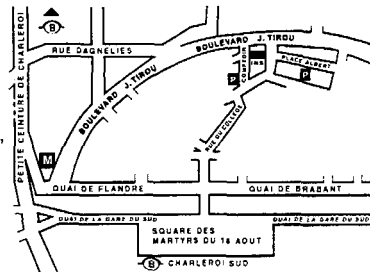 B
RUE DAGNELIES
BOULEVARD J. TIROU
PETITE CEINTURE DE CHARLEROI
BOULEVARD J. TIROU
COMPTOIR
INS
PLACE ALBERT
P
P
RUE DU COLLEGE
M
QUAI DE FLANDRE
QUAI DE BRABANT
QUAI DE LA GARE DU SUD
QUAI DE LA GARE DU SUD
SQUARE DES
MARTYRS DU 18 AOUT
B CHARLEROI SUD